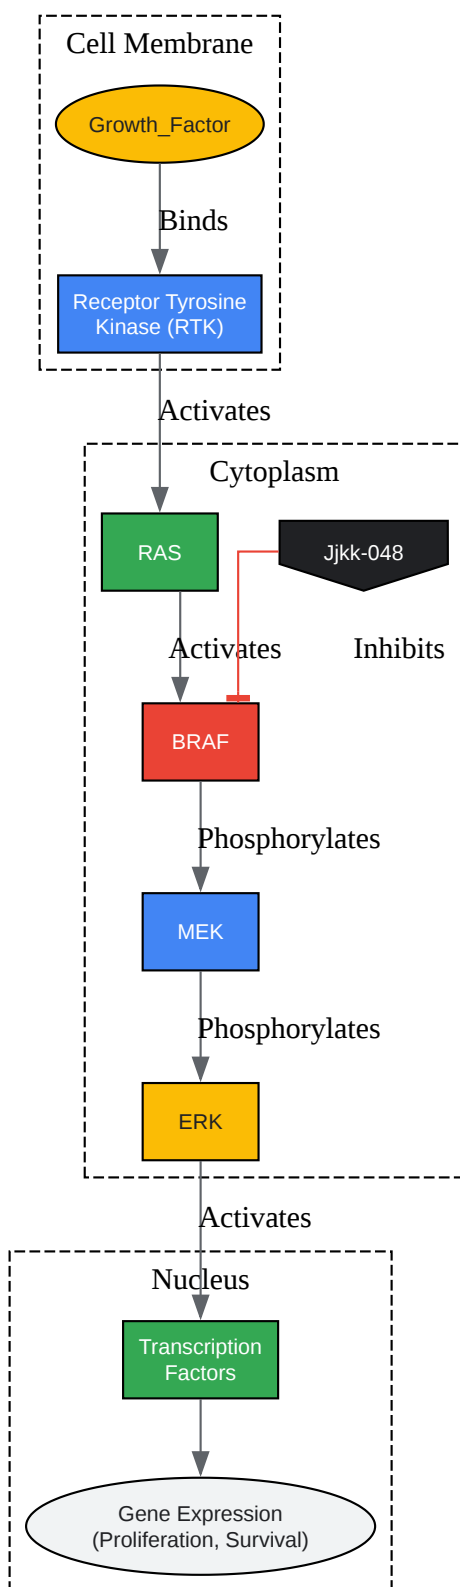 Cell Membrane
Growth_Factor
Binds
Receptor Tyrosine
Kinase (RTK)
Activates
Cytoplasm
RAS
Jjkk-048
Activates
Inhibits
BRAF
Phosphorylates
MEK
Phosphorylates
ERK
Activates
Nucleus
Transcription
Factors
Gene Expression
(Proliferation, Survival)